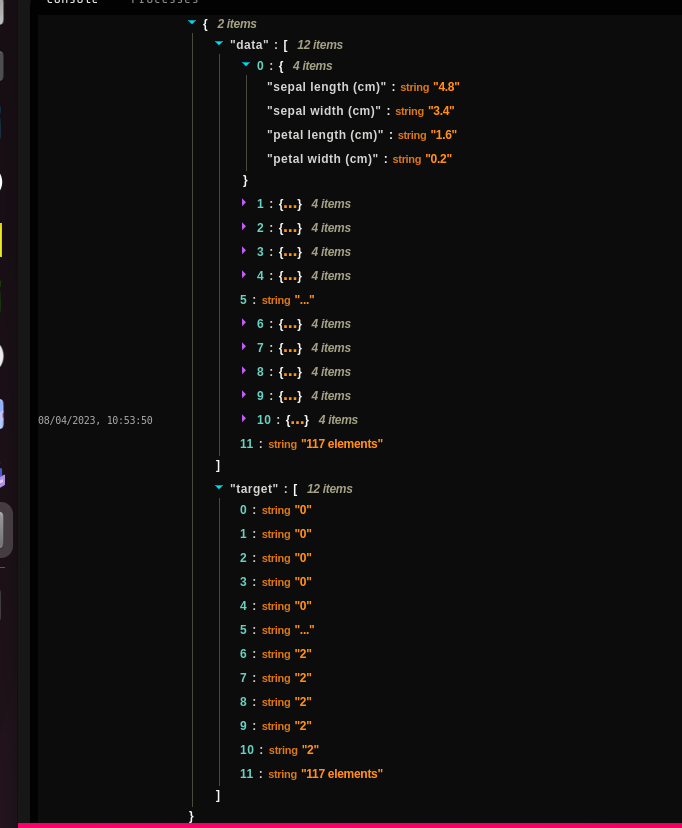 Console Processes
{ 2 items
"data" : [ 12 items
0 : { 4 items
"sepal length (cm)" : string "4.8"
"sepal width (cm)" : string "3.4"
"petal length (cm)" : string "1.6"
"petal width (cm)" : string "0.2"
}
1 : {...} 4 items
2 : {...} 4 items
3 : {...} 4 items
4 : {...} 4 items
5 : string "..."
6 : {...} 4 items
7 : {...} 4 items
8 : {...} 4 items
9 : {...} 4 items
08/04/2023, 10:53:50 10 : {...} 4 items
11 : string "117 elements"
]
"target" : [ 12 items
0 : string "0"
1 : string "0"
2 : string "0"
3 : string "0"
4 : string "0"
5 : string "..."
6 : string "2"
7 : string "2"
8 : string "2"
9 : string "2"
10 : string "2"
11 : string "117 elements"
]
}